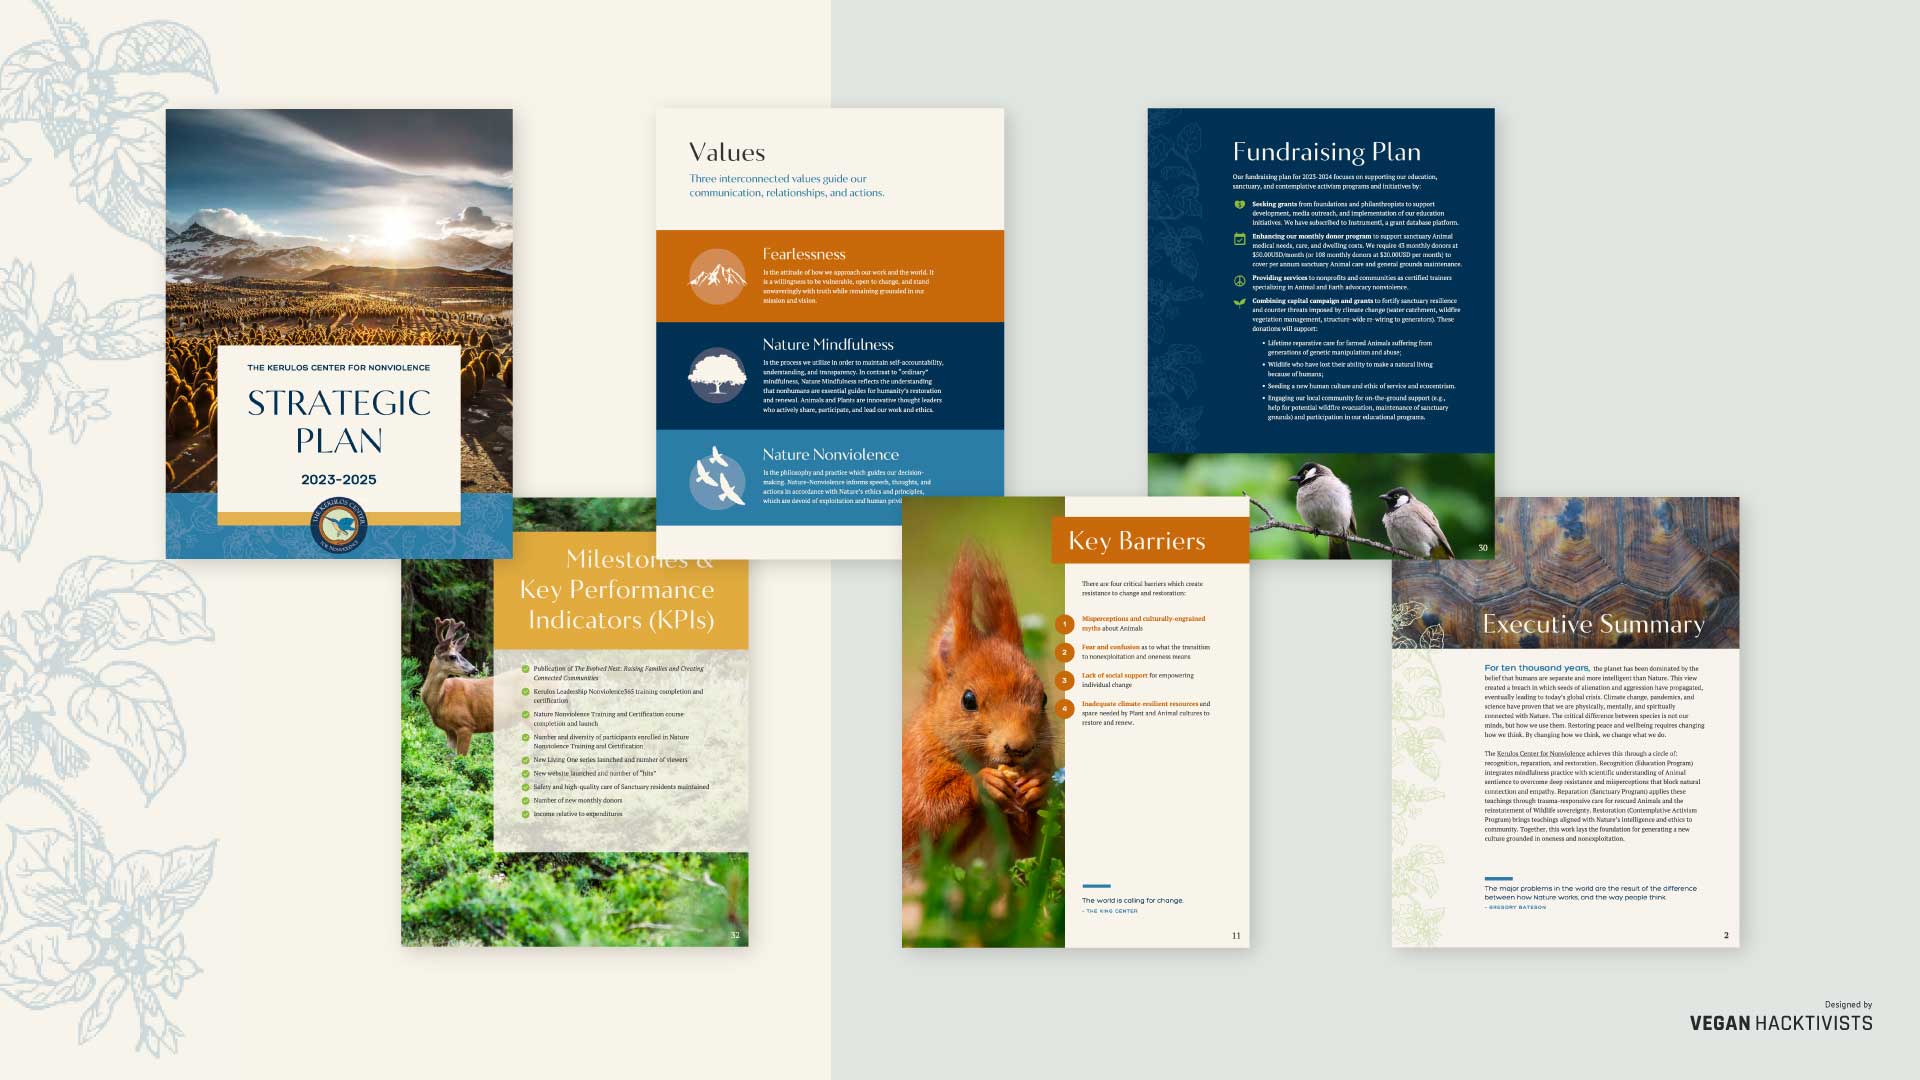 THE KERULOS CENTER FOR NONVIOLENCE
STRATEGIC
PLAN
2023-2025
THE KERULOS CENTER
FOR NONVIOLENCE
Values
Three interconnected values guide our
communication, relationships, and actions.
Fearlessness
Is the attitude of how we approach our work and the world. It
is a willingness to be vulnerable, open to change, and stand
unwaveringly with truth while remaining grounded in our
mission and vision.
Nature Mindfulness
Is the process we utilize in order to maintain self-accountability,
understanding, and transparency. In contrast to "ordinary"
mindfulness, Nature Mindfulness reflects the understanding
that nonhumans are essential guides for humanity's restoration
and renewal. Animals and Plants are innovative thought leaders
who actively share, participate, and lead our work and ethics.
Nature Nonviolence
Is the philosophy and practice which guides our decision-
making. Nature-Nonviolence informs speech, thoughts, and
actions in accordance with Nature's ethics and principles,
which are devoid of exploitation and human
Fundraising Plan
Our fundraising plan for 2023-2024 focuses on supporting our education,
sanctuary, and contemplative activism programs and initiatives by:
Seeking grants from foundations and philanthropists to support
development, media outreach, and implementation of our education
initiatives. We have subscribed to Instrumentl, a grant database platform.
Enhancing our monthly donor program to support sanctuary Animal
medical needs, care, and dwelling costs. We require 43 monthly donors at
$50.00USD/month (or 108 monthly donors at $20.00USD per month) to
cover per annum sanctuary Animal care and general grounds maintenance.
Providing services to nonprofits and communities as certified trainers
specializing in Animal and Earth advocacy nonviolence.
Combining capital campaign and grants to fortify sanctuary resilience
and counter threats imposed by climate change (water catchment, wildfire
vegetation management, structure-wide re-wiring to generators). These
donations will support:
• Lifetime reparative care for farmed Animals suffering from
generations of genetic manipulation and abuse;
• Wildlife who have lost their ability to make a natural living
because of humans;
• Seeding a new human culture and ethic of service and ecocentrism.
• Engaging our local community for on-the-ground support (e.g.,
help for potential wildfire evacuation, maintenance of sanctuary
grounds) and participation in our educational programs.
30
Milestones &
Key Performance
Indicators (KPIs)
Publication of The Evolved Nest: Raising Families and Creating
Connected Communities
Kerulos Leadership Nonviolence365 training completion and
certification
Nature Nonviolence Training and Certification course
completion and launch
Number and diversity of participants enrolled in Nature
Nonviolence Training and Certification
New Living One series launched and number of viewers
New website launched and number of "hits"
Safety and high-quality care of Sanctuary residents maintained
Number of new monthly donors
Income relative to expenditures
32
Key Barriers
There are four critical barriers which create
resistance to change and restoration:
1 Misperceptions and culturally-engrained
myths about Animals
2 Fear and confusion as to what the transition
to nonexploitation and oneness means
3 Lack of social support for empowering
individual change
4 Inadequate climate-resilient resources and
space needed by Plant and Animal cultures to
restore and renew.
The world is calling for change.
- THE KING CENTER
11
Executive Summary
For ten thousand years, the planet has been dominated by the
belief that humans are separate and more intelligent than Nature. This view
created a breach in which seeds of alienation and aggression have propagated,
eventually leading to today's global crisis. Climate change, pandemics, and
science have proven that we are physically, mentally, and spiritually
connected with Nature. The critical difference between species is not our
minds, but how we use them. Restoring peace and wellbeing requires changing
how we think. By changing how we think, we change what we do.
The Kerulos Center for Nonviolence achieves this through a circle of:
recognition, reparation, and restoration. Recognition (Education Program)
integrates mindfulness practice with scientific understanding of Animal
sentience to overcome deep resistance and misperceptions that block natural
connection and empathy. Reparation (Sanctuary Program) applies these
teachings through trauma-responsive care for rescued Animals and the
reinstatement of Wildlife sovereignty. Restoration (Contemplative Activism
Program) brings teachings aligned with Nature's intelligence and ethics to
community. Together, this work lays the foundation for generating a new
culture grounded in oneness and nonexploitation.
The major problems in the world are the result of the difference
between how Nature works, and the way people think.
- GREGORY BATESON
2
Designed by
VEGAN HACKTIVISTS